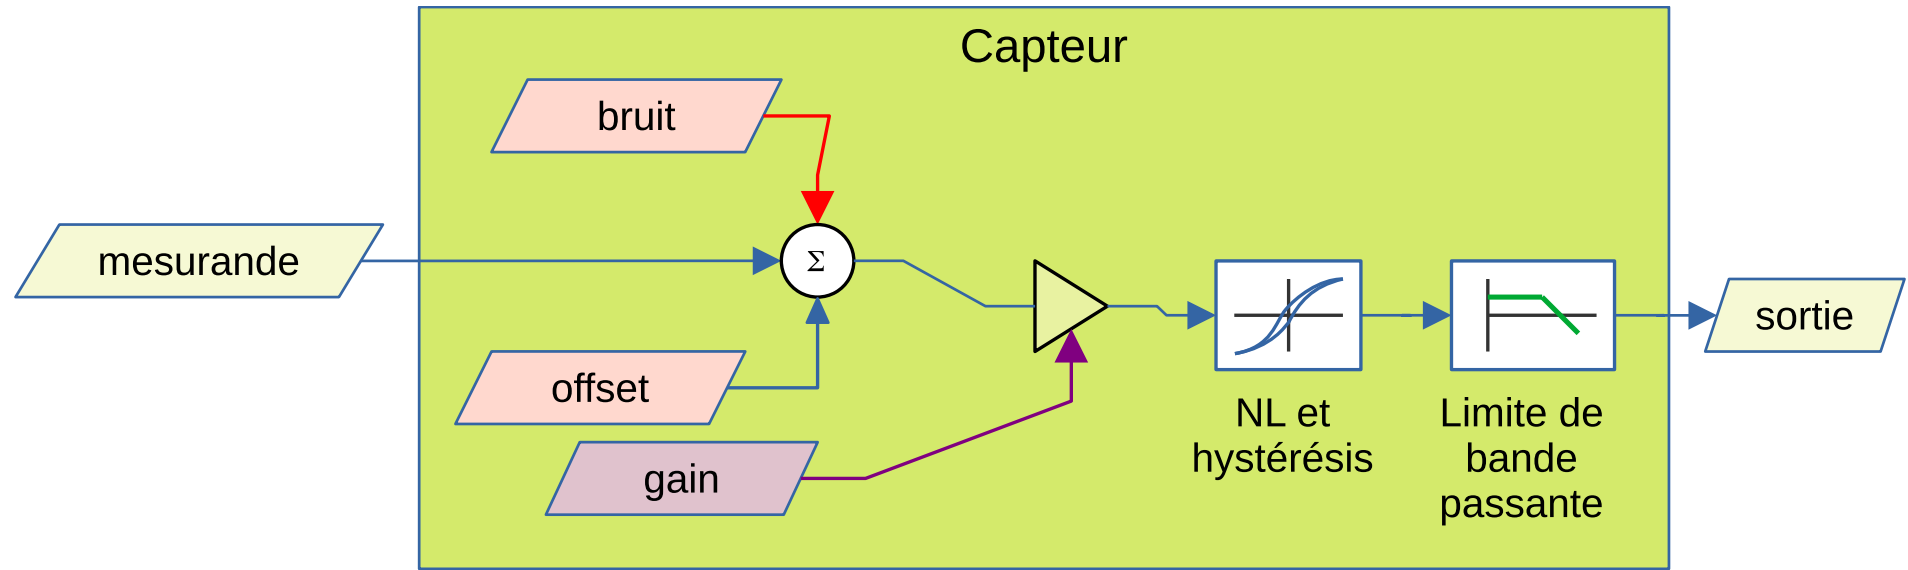 Capteur
bruit
mesurande
Σ
offset
gain
NL et
hystérésis
Limite de
bande
passante
sortie